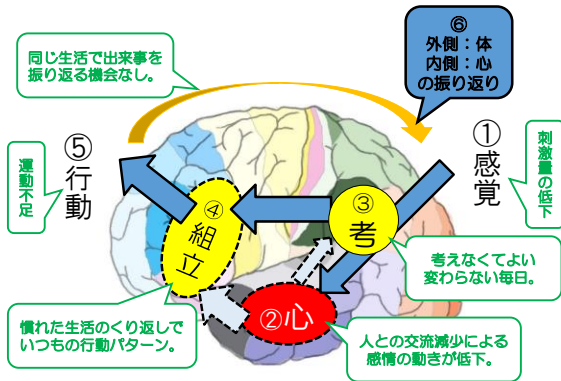 ⑥
外側：体
内側：心
の振り返り
同じ生活で出来事を
振り返る機会なし。
①感覚
刺激量の低下
⑤行動
運動不足
④組立
③
考
考えなくてよい
変わらない毎日。
②心
慣れた生活のくり返しで
いつもの行動パターン。
人との交流減少による
感情の動きが低下。